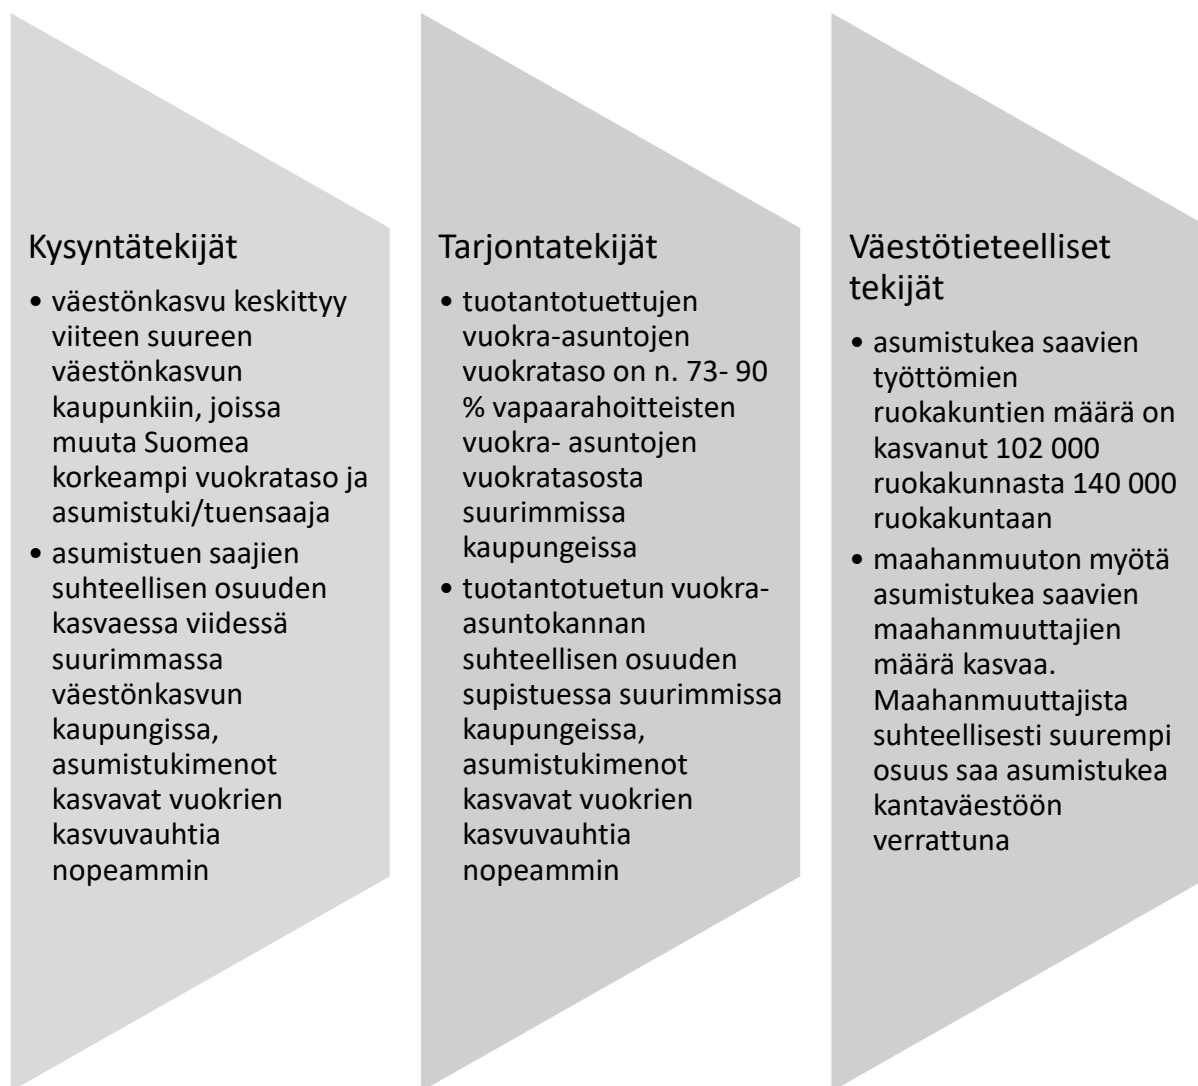 Kysyntätekijät
• väestönkasvu keskittyy
viiteen suureen
väestönkasvun
kaupunkiin, joissa
muuta Suomea
korkeampi vuokrataso ja
asumistuki/tuensaaja
• asumistuen saajien
suhteellisen osuuden
kasvaessa viidessä
suurimmassa
väestönkasvun
kaupungissa,
asumistukimenot
kasvavat vuokrien
kasvuvauhtia
nopeammin
Tarjontatekijät
• tuotantotuettujen
vuokra-asuntojen
vuokrataso on n. 73- 90
% vapaarahoitteisten
vuokra- asuntojen
vuokratasosta
suurimmissa
kaupungeissa
• tuotantotuetun vuokra-
asuntokannan
suhteellisen osuuden
supistuessa suurimmissa
kaupungeissa,
asumistukimenot
kasvavat vuokrien
kasvuvauhtia
nopeammin
Väestötieteelliset
tekijät
• asumistukea saavien
työttömien
ruokakuntien määrä on
kasvanut 102 000
ruokakunnasta 140 000
ruokakuntaan
• maahanmuuton myötä
asumistukea saavien
maahanmuuttajien
määrä kasvaa.
Maahanmuuttajista
suhteellisesti suurempi
osuus saa asumistukea
kantaväestöön
verrattuna